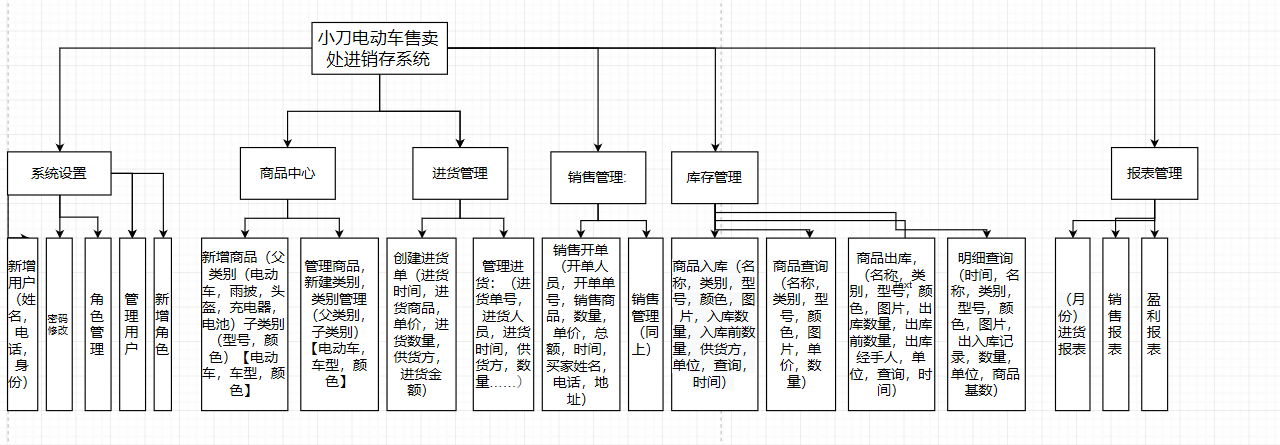 小刀电动车售卖
处进销存系统
系统设置
商品中心
进货管理
销售管理:
库存管理
报表管理
新增
用户
（姓
名，
电
话，
身
份）
密码
修改
角
色
管
理
管
理
用
户
新
增
角
色
新增商品（父
类别（电动
车，雨披，头
盔，充电器，
电池）子类别
（型号，颜
色）【电动
车，车型，颜
色】
管理商品，
新建类别，
类别管理
（父类别，
子类别）
【电动车，
车型，颜
色】
创建进货
单（进货
时间，进
货商品，
单价，进
货数量，
供货方，
进货金
额）
管理进
货：（进
货单号，
进货人
员，进货
时间，供
货方，数
量……）
销售开单
（开单人
员，开单单
号，销售商
品，数量，
单价，总
额，时间，
买家姓名，
电话，地
址）
销售
管理
（同
上）
商品入库（名
称，类别，型
号，颜色，图
片，入库数
量，入库前数
量，供货方，
单位，查询，
时间）
商品查询
（名称，
类别，型
号，颜
色，图
片，单
价，数
量）
商品出库，
（名称，类
别，型号，颜
色，图片，出
库数量，出库
前数量，出库
经手人，单
位，查询，时
间）
明细查询
（时间，名
称，类别，
型号，颜
色，图片，
出入库记
录，数量，
单位，商品
基数）
（月
份）
进货
报表
销
售
报
表
盈
利
报
表